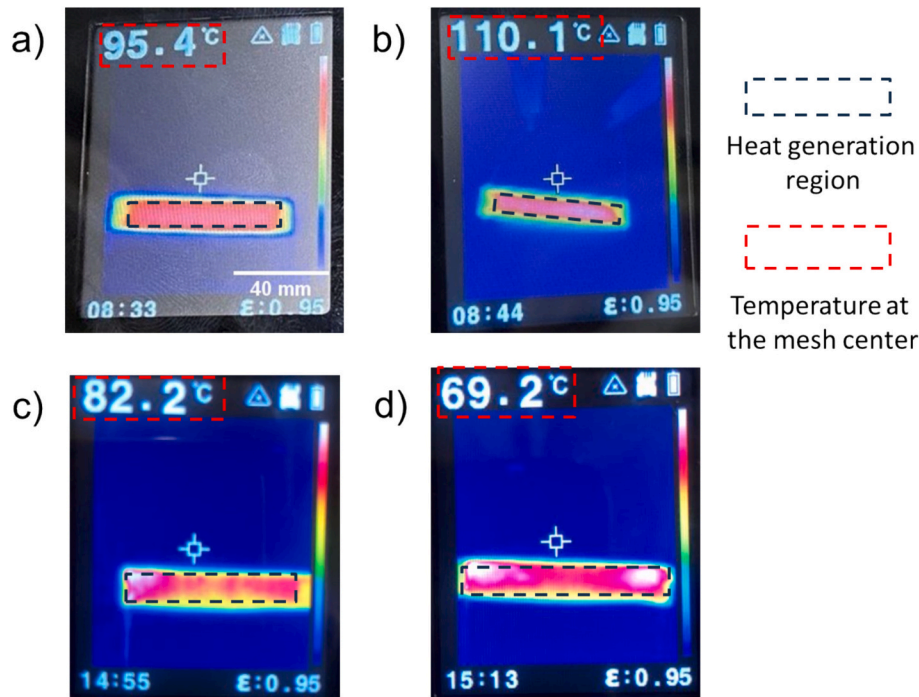 a)
95.4 °C
40 mm
08:33
ε:0.95
b)
110.1 °C
08:44
ε:0.95
Heat generation
region
Temperature at
the mesh center
c)
82.2 °C
14:55
ε:0.95
d)
69.2 °C
15:13
ε:0.95